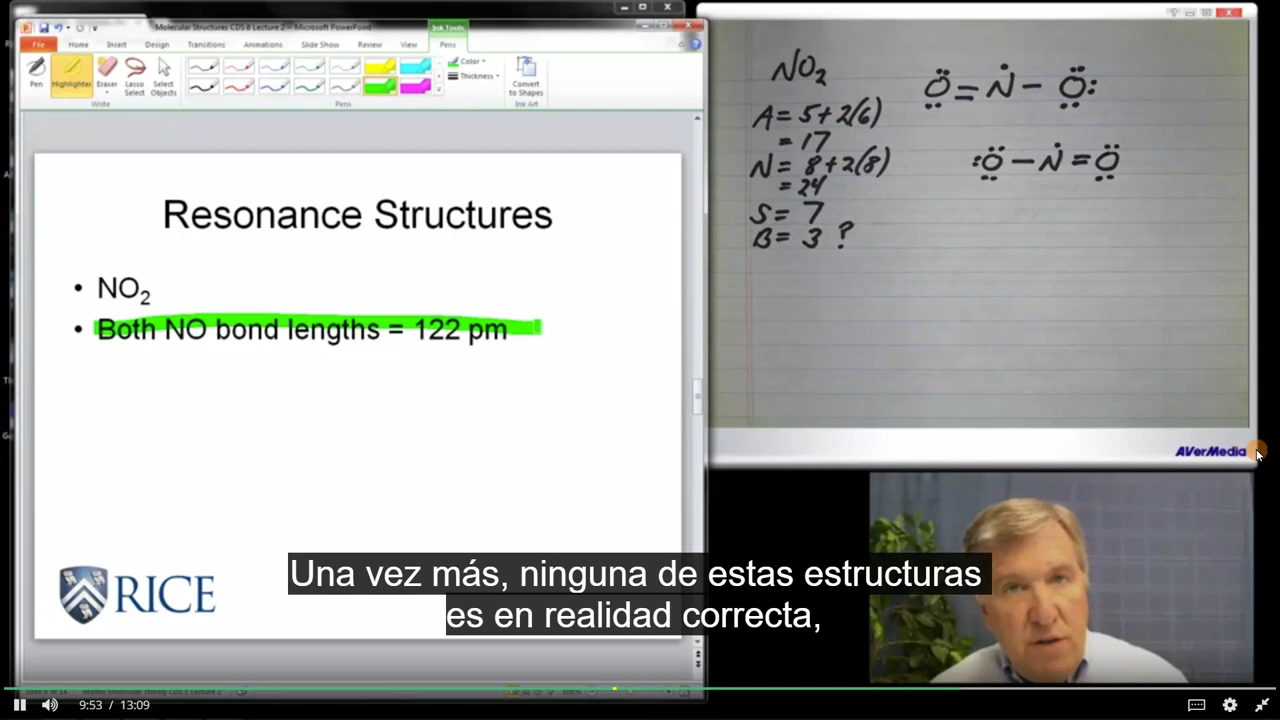 Molecular Structures CDS 8 Lecture 2 - Microsoft PowerPoint
Ink Tools
File Home Insert Design Transitions Animations Slide Show Review View Pens
Pen Highlighter Eraser Lasso Select Select Objects
Color
Thickness
Convert to Shapes
Write Pens Ink Art
Resonance Structures
• NO₂
• Both NO bond lengths = 122 pm
RICE
NO₂
A = 5+2(6)
= 17
N = 8+2(8)
= 24
S = 7
B = 3 ?
O = N – O
O – N = O
AVerMedia
Una vez más, ninguna de estas estructuras
es en realidad correcta,
9:53 / 13:09